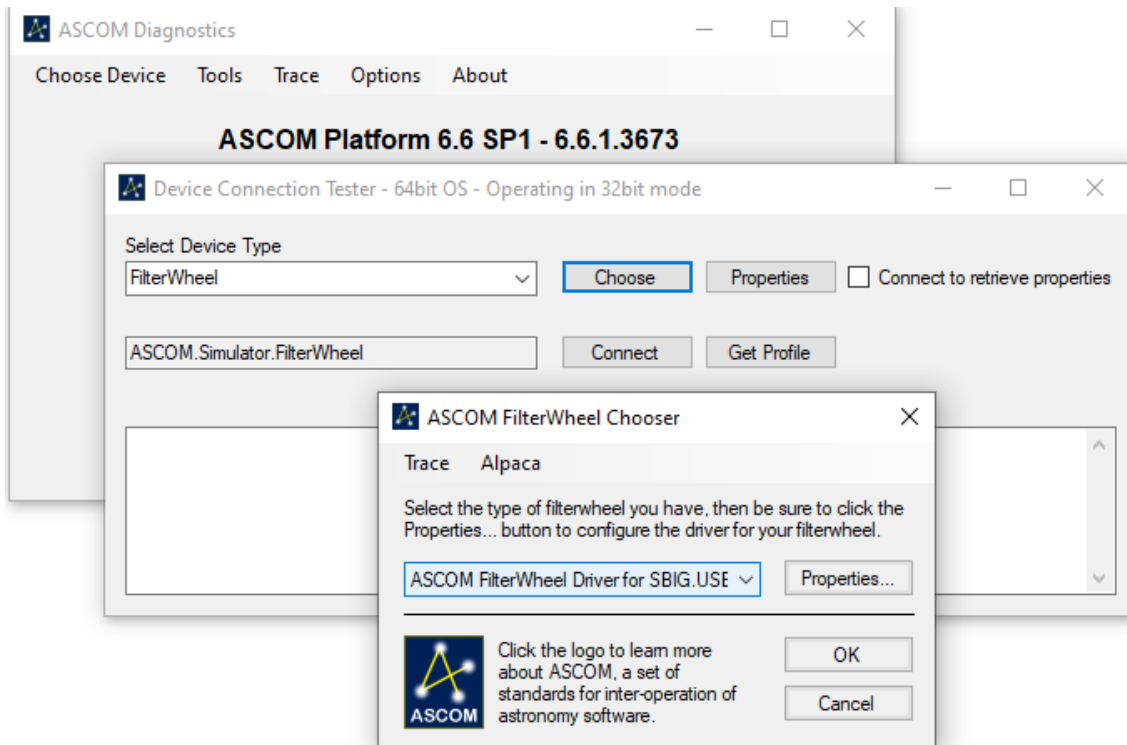 ASCOM Diagnostics
Choose Device Tools Trace Options About
ASCOM Platform 6.6 SP1 - 6.6.1.3673
Device Connection Tester - 64bit OS - Operating in 32bit mode
Select Device Type
FilterWheel
Choose
Properties
Connect to retrieve properties
ASCOM.Simulator.FilterWheel
Connect
Get Profile
ASCOM FilterWheel Chooser
Trace Alpaca
Select the type of filterwheel you have, then be sure to click the
Properties... button to configure the driver for your filterwheel.
ASCOM FilterWheel Driver for SBIG.USB
Properties...
Click the logo to learn more
about ASCOM, a set of
standards for inter-operation of
astronomy software.
ASCOM
OK
Cancel